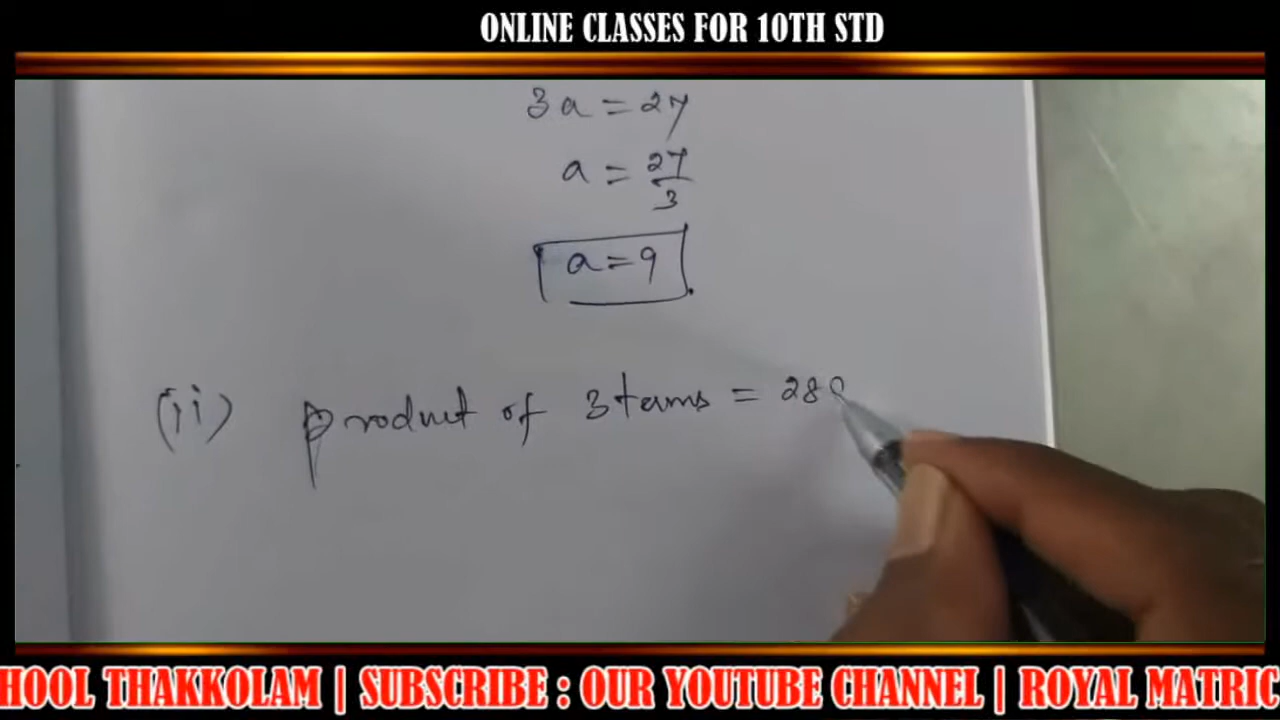 ONLINE CLASSES FOR 10TH STD
3a = 27
a = 27/3
a = 9
(ii) product of 3 terms = 28
HOOL THAKKOLAM | SUBSCRIBE : OUR YOUTUBE CHANNEL | ROYAL MATRIC